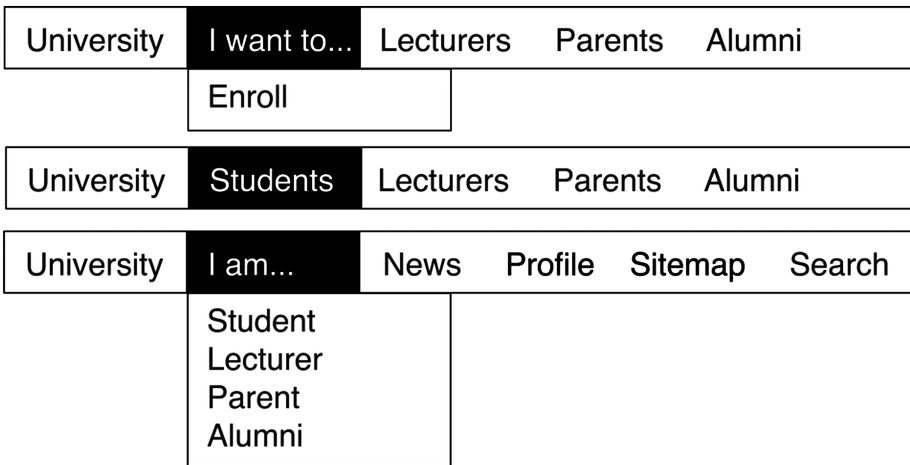 University I want to... Lecturers Parents Alumni
Enroll
University Students Lecturers Parents Alumni
University I am... News Profile Sitemap Search
Student
Lecturer
Parent
Alumni